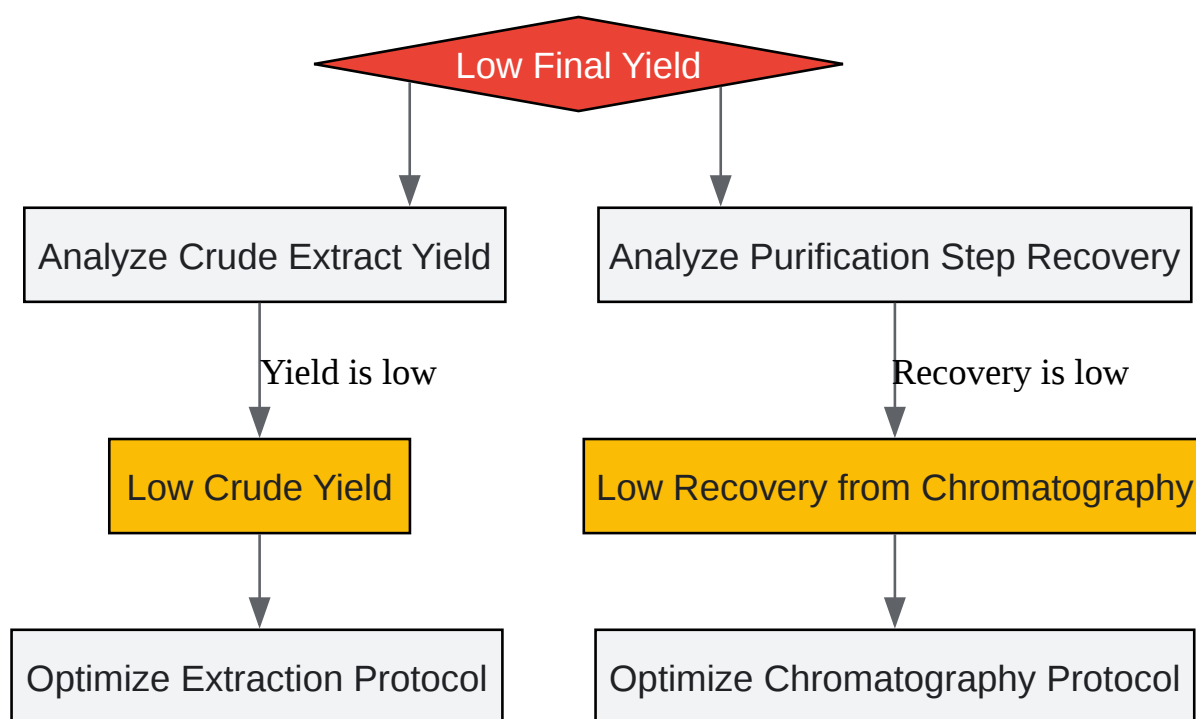 Low Final Yield
Analyze Crude Extract Yield
Analyze Purification Step Recovery
Yield is low
Recovery is low
Low Crude Yield
Low Recovery from Chromatography
Optimize Extraction Protocol
Optimize Chromatography Protocol